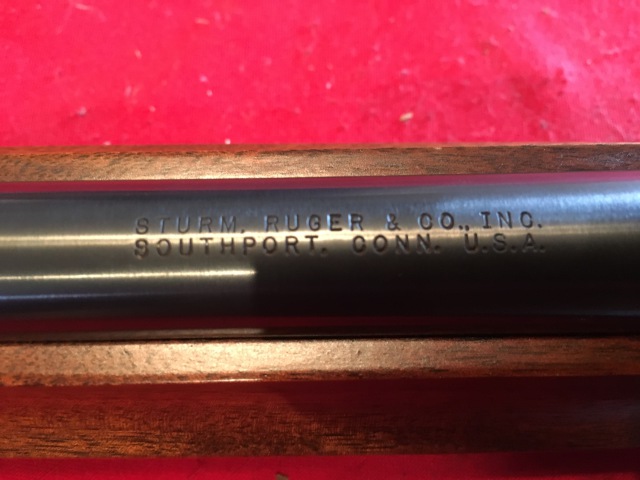 STURM, RUGER & CO., INC.
SOUTHPORT, CONN. U.S.A.